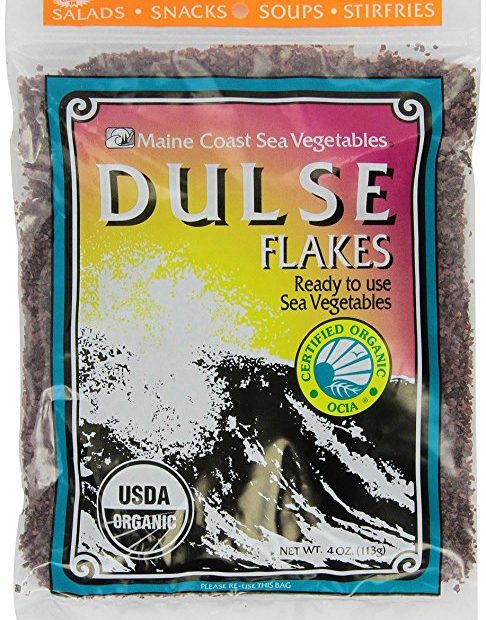 SALADS • SNACKS • SOUPS • STIRFRIES
Maine Coast Sea Vegetables
DULSE
FLAKES
Ready to use
Sea Vegetables
CERTIFIED ORGANIC
OCIA ®
USDA
ORGANIC
NET WT. 4 OZ. (113g)
PLEASE RE-USE THIS BAG